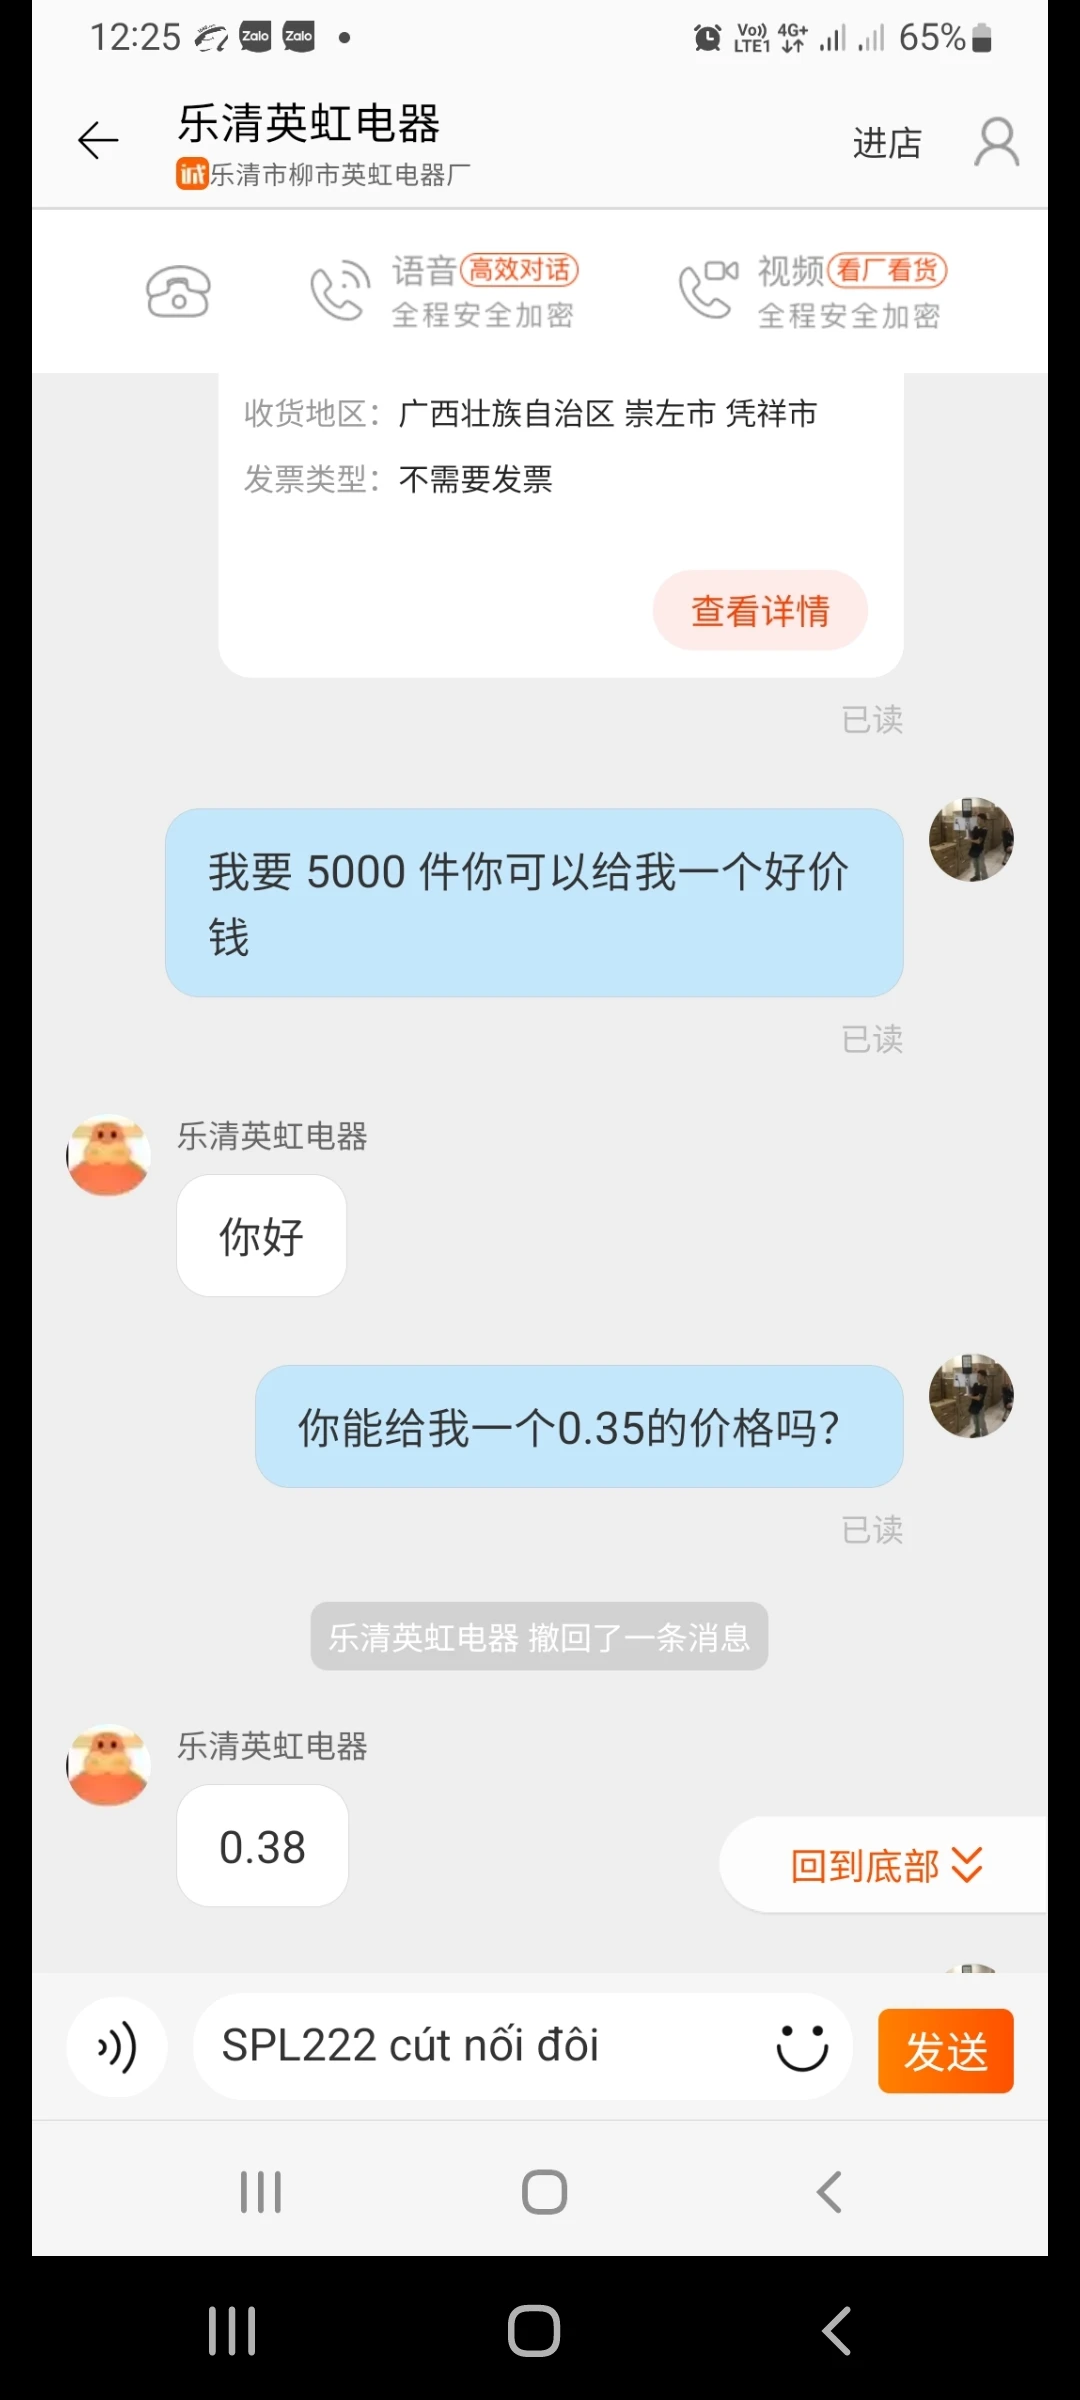 12:25 Zalo Zalo Vo)) LTE1 4G+ 65%
乐清英虹电器
进店
诚 乐清市柳市英虹电器厂
语音 高效对话
全程安全加密
视频 看厂看货
全程安全加密
收货地区： 广西壮族自治区 崇左市 凭祥市
发票类型： 不需要发票
查看详情
已读
我要 5000 件你可以给我一个好价
钱
已读
乐清英虹电器
你好
你能给我一个0.35的价格吗？
已读
乐清英虹电器 撤回了一条消息
乐清英虹电器
0.38
回到底部
SPL222 cút nối đôi
发送